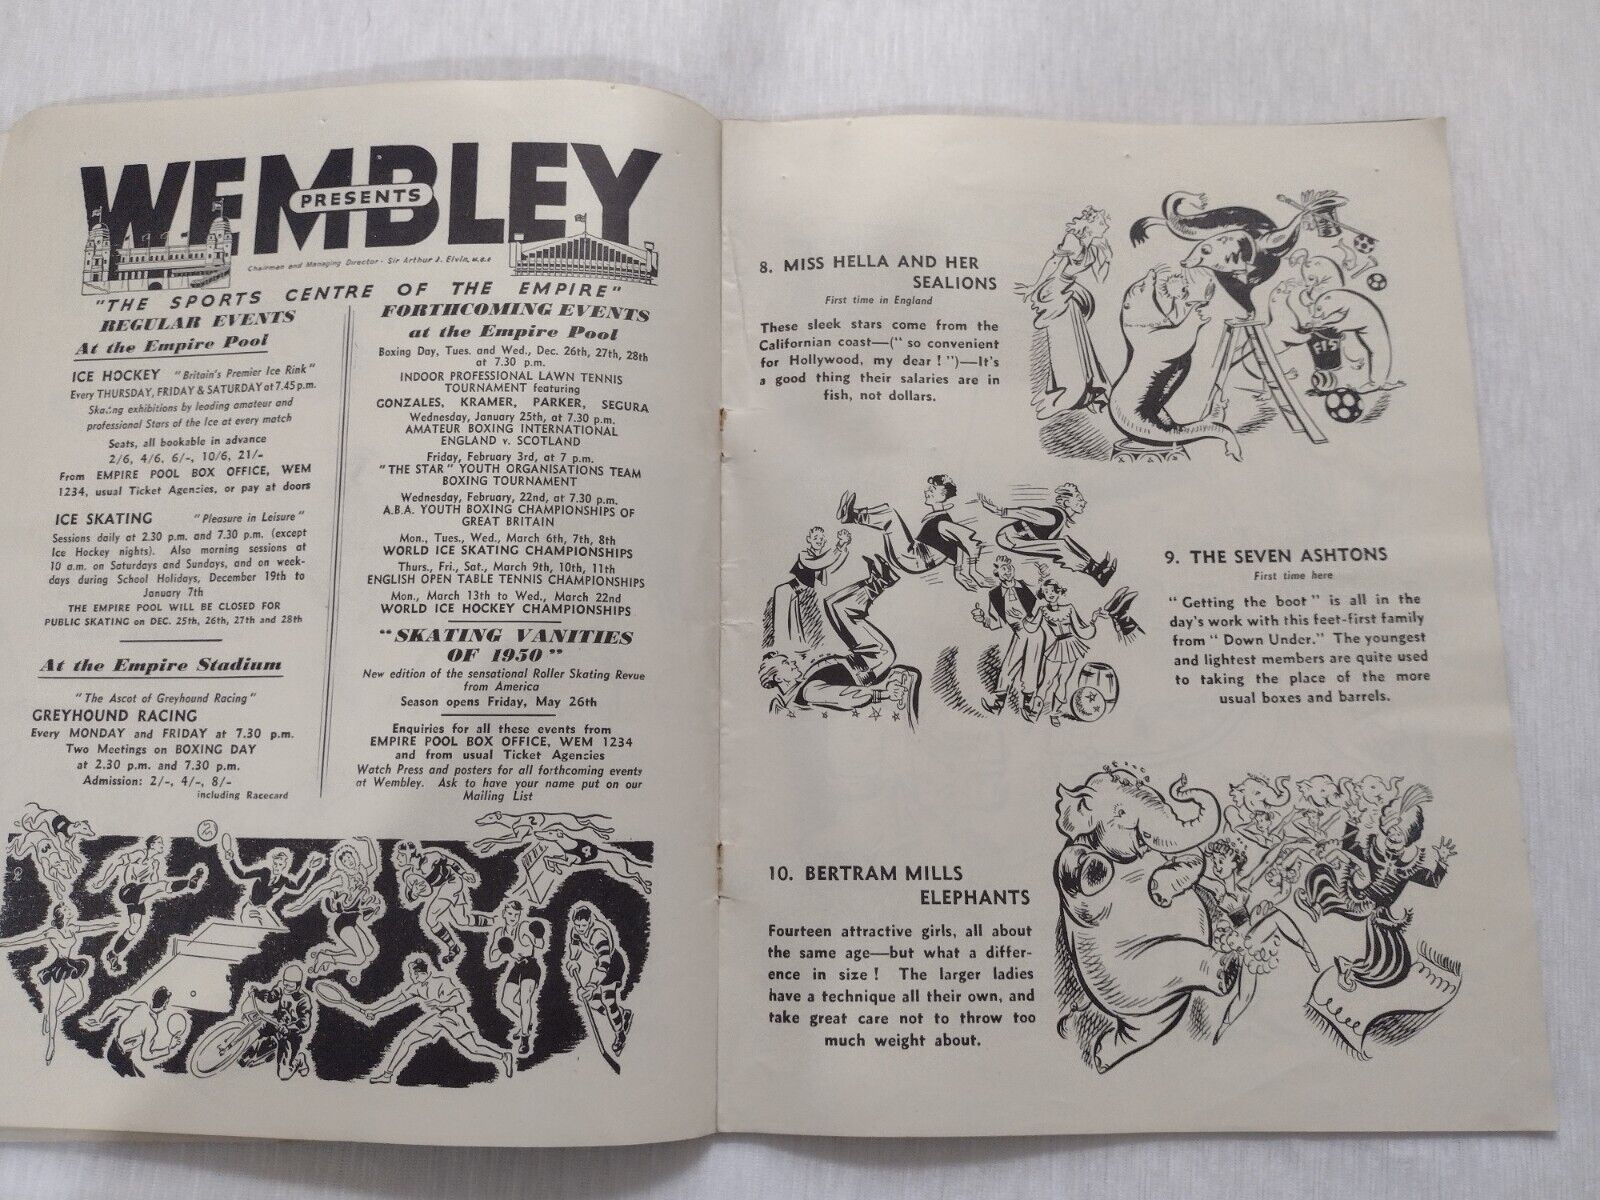 WEMBLEY
PRESENTS
Chairman and Managing Director - Sir Arthur J. Elvin, M.B.E
"THE SPORTS CENTRE OF THE EMPIRE"
REGULAR EVENTS
At the Empire Pool
ICE HOCKEY "Britain's Premier Ice Rink"
Every THURSDAY, FRIDAY & SATURDAY at 7.45 p.m.
Skating exhibitions by leading amateur and
professional Stars of the Ice at every match
Seats, all bookable in advance
2/6, 4/6, 6/-, 10/6, 21/-
From EMPIRE POOL BOX OFFICE, WEM
1234, usual Ticket Agencies, or pay at doors
ICE SKATING "Pleasure in Leisure"
Sessions daily at 2.30 p.m. and 7.30 p.m. (except
Ice Hockey nights). Also morning sessions at
10 a.m. on Saturdays and Sundays, and on week-
days during School Holidays, December 19th to
January 7th
THE EMPIRE POOL WILL BE CLOSED FOR
PUBLIC SKATING on DEC. 25th, 26th, 27th and 28th
At the Empire Stadium
"The Ascot of Greyhound Racing"
GREYHOUND RACING
Every MONDAY and FRIDAY at 7.30 p.m.
Two Meetings on BOXING DAY
at 2.30 p.m. and 7.30 p.m.
Admission: 2/-, 4/-, 8/-
including Racecard
FORTHCOMING EVENTS
at the Empire Pool
Boxing Day, Tues. and Wed., Dec. 26th, 27th, 28th
at 7.30 p.m.
INDOOR PROFESSIONAL LAWN TENNIS
TOURNAMENT featuring
GONZALES, KRAMER, PARKER, SEGURA
Wednesday, January 25th, at 7.30 p.m.
AMATEUR BOXING INTERNATIONAL
ENGLAND v. SCOTLAND
Friday, February 3rd, at 7 p.m.
"THE STAR" YOUTH ORGANISATIONS TEAM
BOXING TOURNAMENT
Wednesday, February, 22nd, at 7.30 p.m.
A.B.A. YOUTH BOXING CHAMPIONSHIPS OF
GREAT BRITAIN
Mon., Tues., Wed., March 6th, 7th, 8th
WORLD ICE SKATING CHAMPIONSHIPS
Thurs., Fri., Sat., March 9th, 10th, 11th
ENGLISH OPEN TABLE TENNIS CHAMPIONSHIPS
Mon., March 13th to Wed., March 22nd
WORLD ICE HOCKEY CHAMPIONSHIPS
"SKATING VANITIES
OF 1950"
New edition of the sensational Roller Skating Revue
from America
Season opens Friday, May 26th
Enquiries for all these events from
EMPIRE POOL BOX OFFICE, WEM 1234
and from usual Ticket Agencies
Watch Press and posters for all forthcoming events
at Wembley. Ask to have your name put on our
Mailing List
8. MISS HELLA AND HER
SEALIONS
First time in England
These sleek stars come from the
Californian coast—(" so convenient
for Hollywood, my dear ! ")—It's
a good thing their salaries are in
fish, not dollars.
FISH
9. THE SEVEN ASHTONS
First time here
"Getting the boot" is all in the
day's work with this feet-first family
from "Down Under." The youngest
and lightest members are quite used
to taking the place of the more
usual boxes and barrels.
10. BERTRAM MILLS
ELEPHANTS
Fourteen attractive girls, all about
the same age—but what a differ-
ence in size ! The larger ladies
have a technique all their own, and
take great care not to throw too
much weight about.